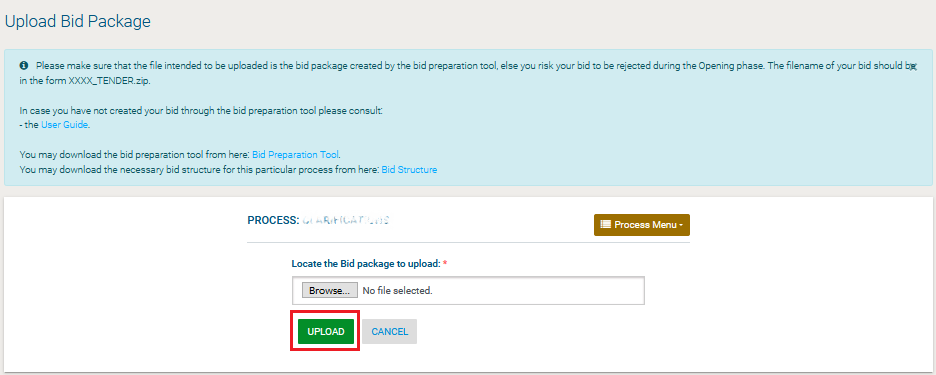 Upload Bid Package
Please make sure that the file intended to be uploaded is the bid package created by the bid preparation tool, else you risk your bid to be rejected during the Opening phase. The filename of your bid should be
in the form XXXX_TENDER.zip.
In case you have not created your bid through the bid preparation tool please consult:
- the User Guide.
You may download the bid preparation tool from here: Bid Preparation Tool.
You may download the necessary bid structure for this particular process from here: Bid Structure
PROCESS:
Process Menu
Locate the Bid package to upload: *
Browse... No file selected.
UPLOAD CANCEL